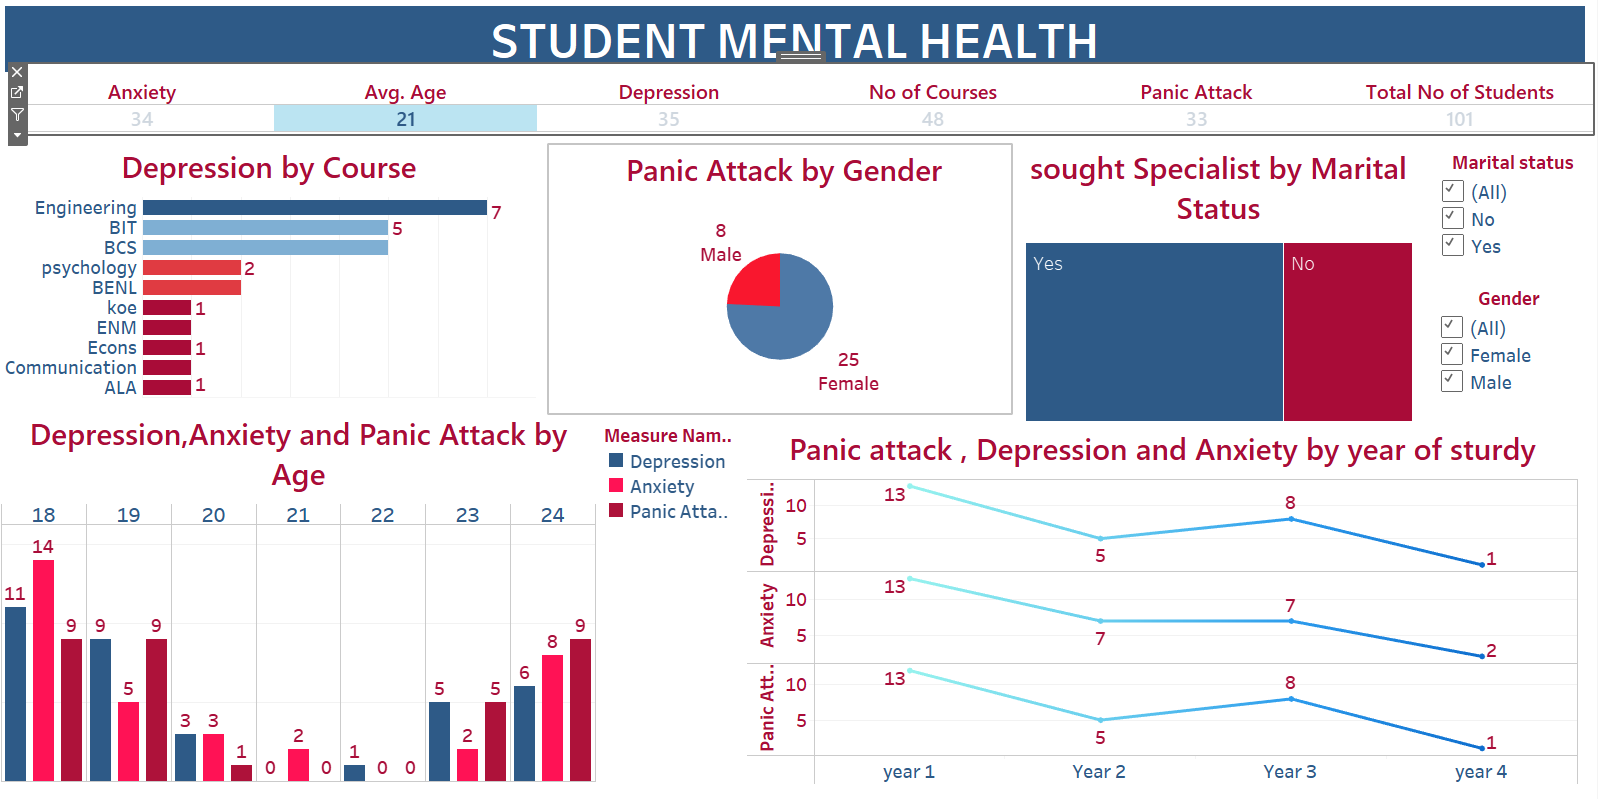 STUDENT MENTAL HEALTH
Anxiety Avg. Age Depression No of Courses Panic Attack Total No of Students
34 21 35 48 33 101
Depression by Course
Engineering 7
BIT 5
BCS
psychology 2
BENL
koe 1
ENM
Econs 1
Communication
ALA 1
Panic Attack by Gender
8
Male
25
Female
sought Specialist by Marital
Status
Yes No
Marital status
(All)
No
Yes
Gender
(All)
Female
Male
Depression,Anxiety and Panic Attack by
Age
18 19 20 21 22 23 24
11 14 9 9 5 9 3 3 1 0 2 0 1 0 0 5 2 5 6 8 9
Measure Nam..
Depression
Anxiety
Panic Atta..
Panic attack , Depression and Anxiety by year of sturdy
Depressi..
10
5
13 5 8 1
Anxiety
10
5
13 7 7 2
Panic Att..
10
5
13 5 8 1
year 1 Year 2 Year 3 year 4